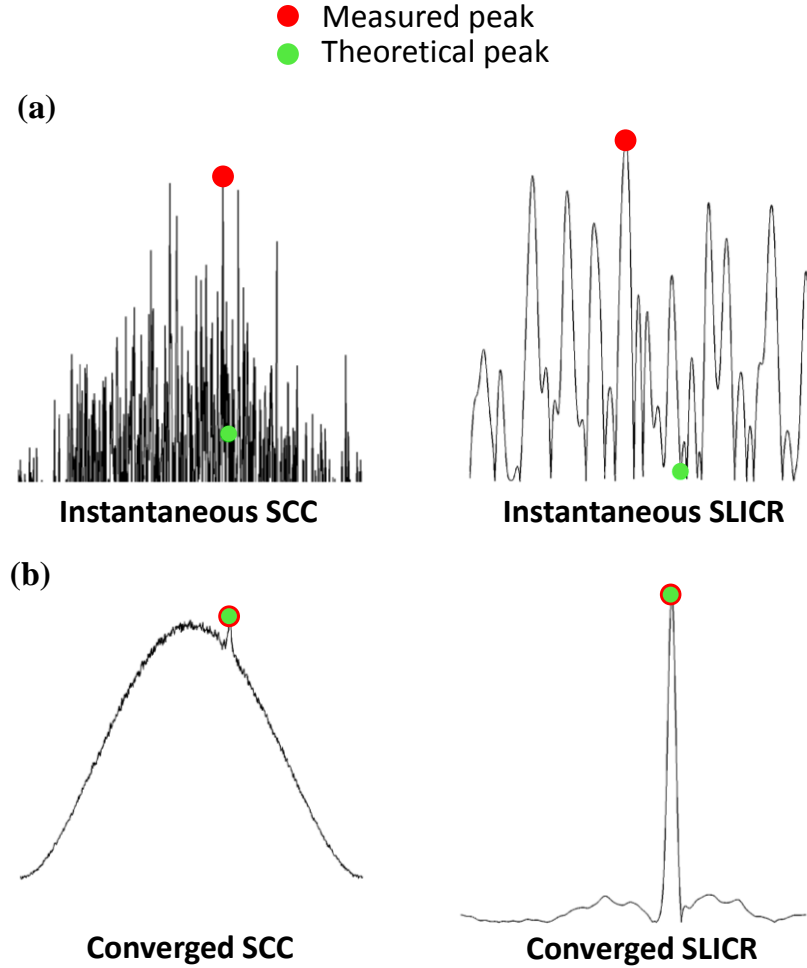 Measured peak
Theoretical peak
(a)
Instantaneous SCC
Instantaneous SLICR
(b)
Converged SCC
Converged SLICR